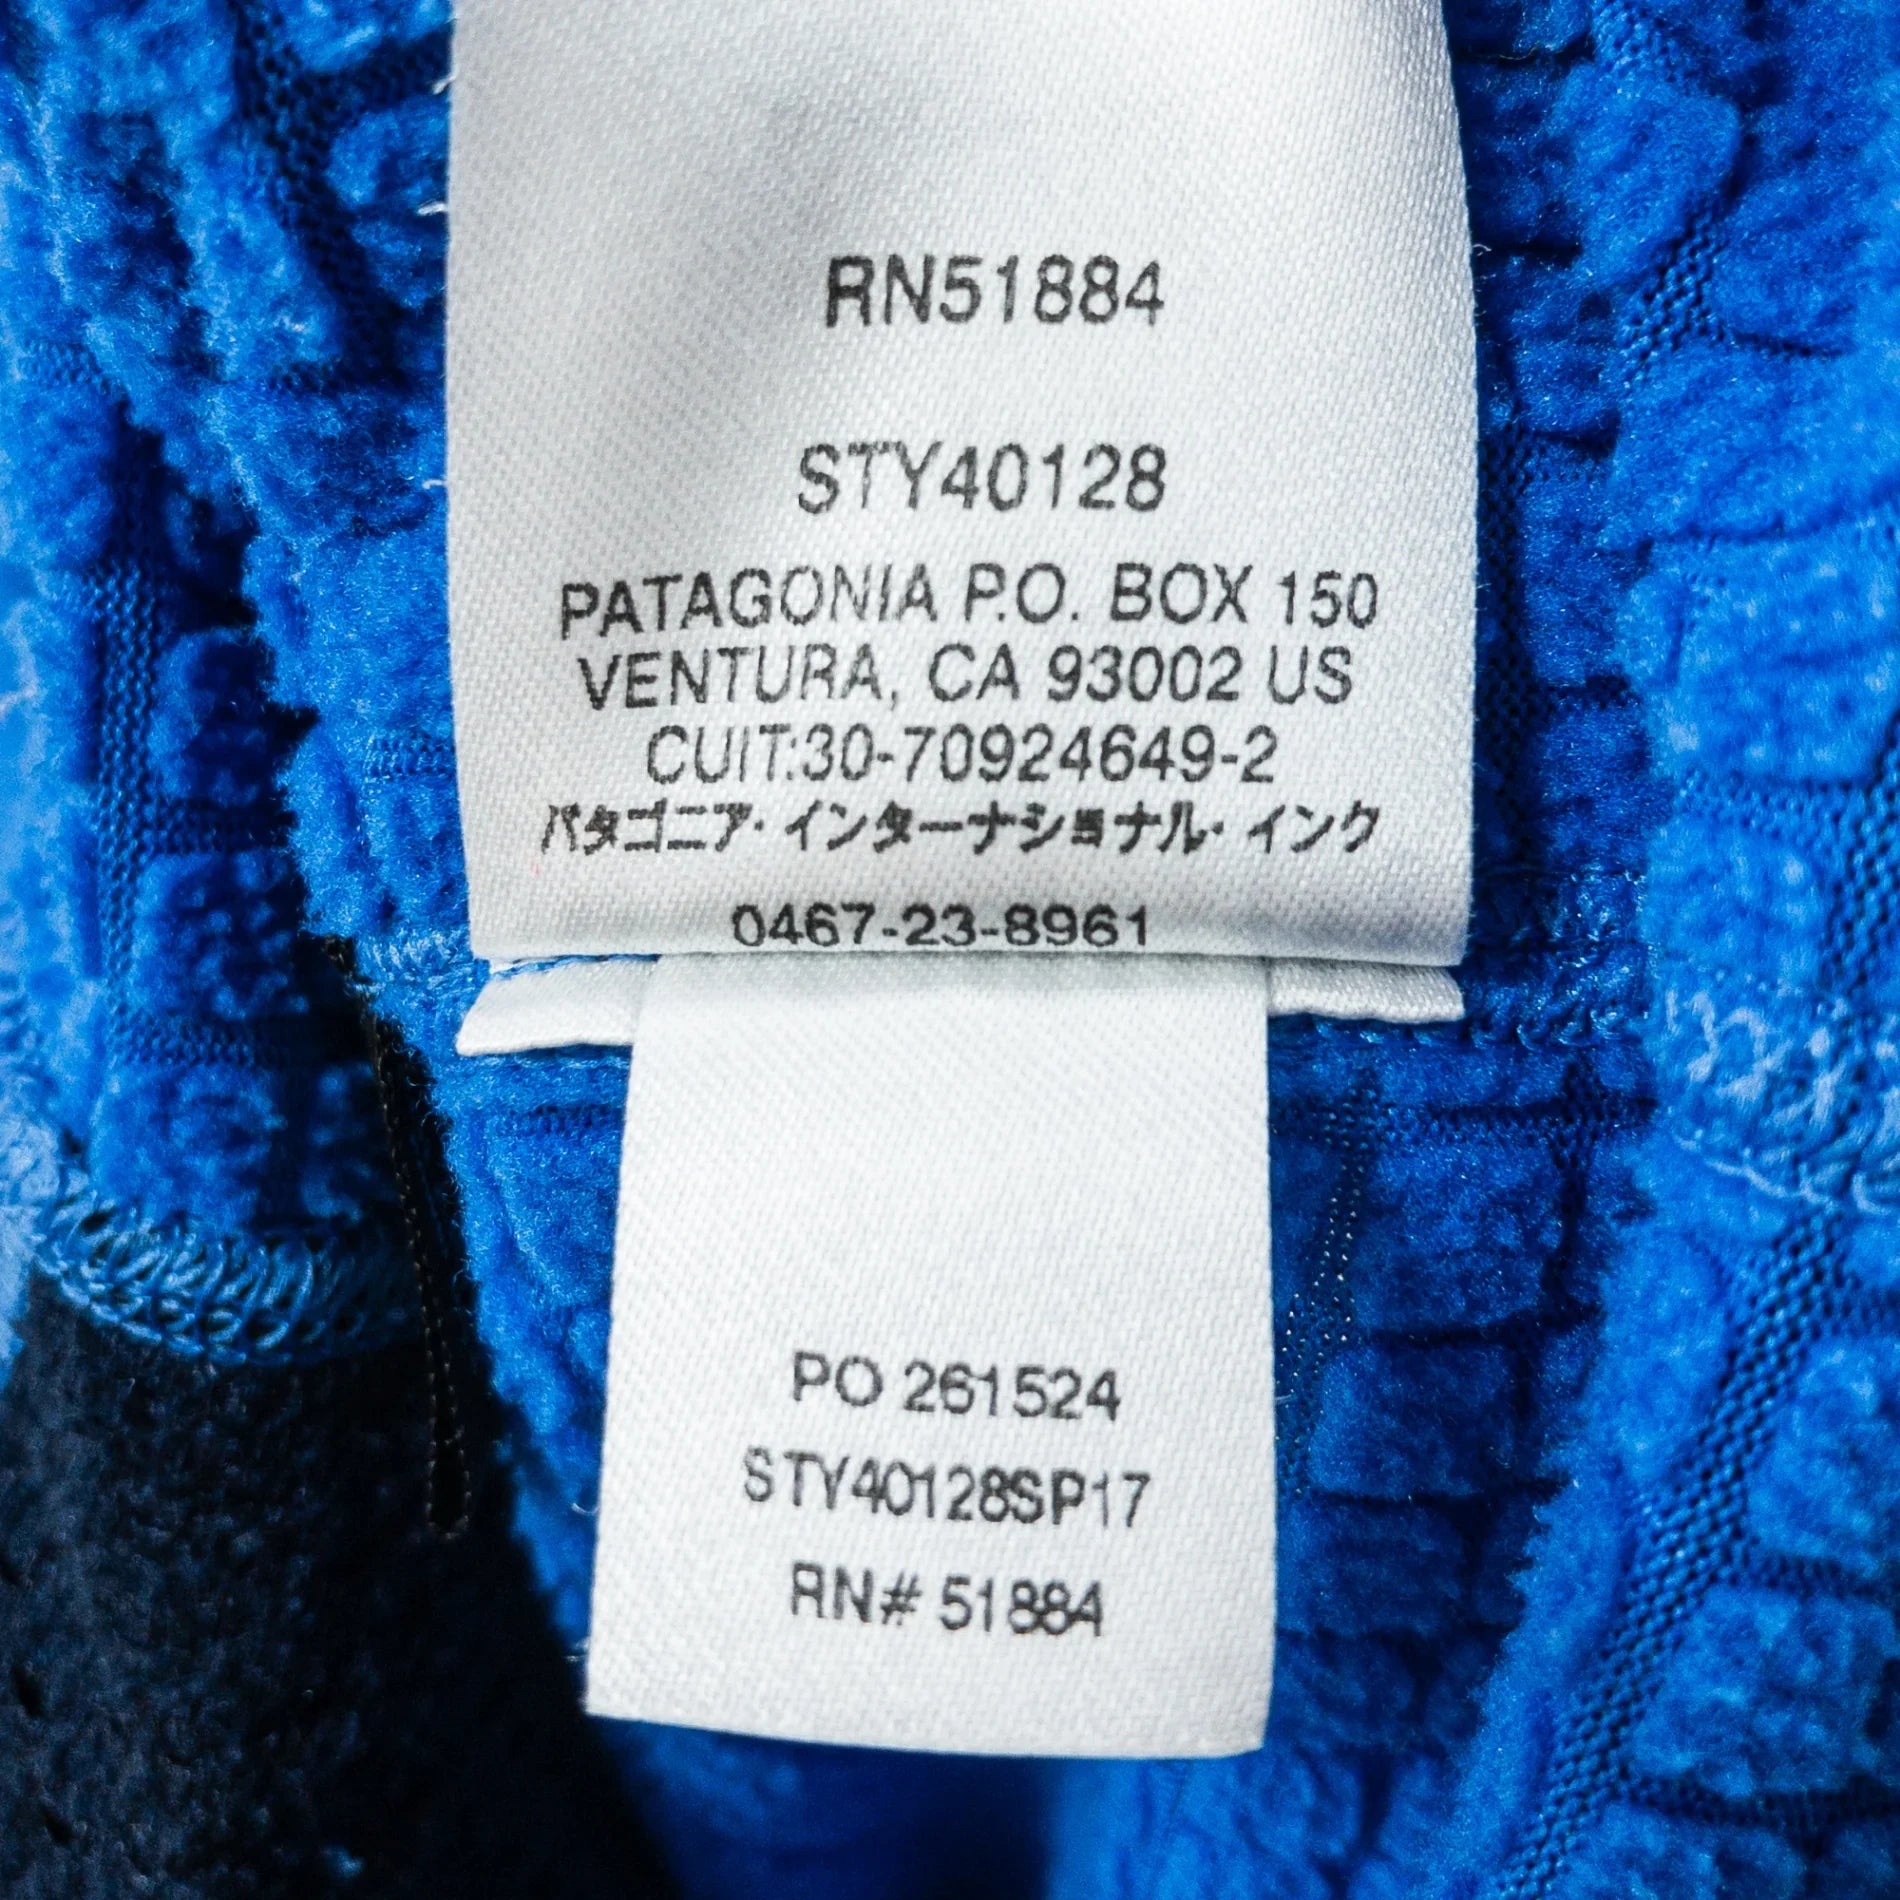 RN51884
STY40128
PATAGONIA P.O. BOX 150
VENTURA, CA 93002 US
CUIT:30-70924649-2
パタゴニア・インターナショナル・インク
0467-23-8961
PO 261524
STY40128SP17
RN# 51884